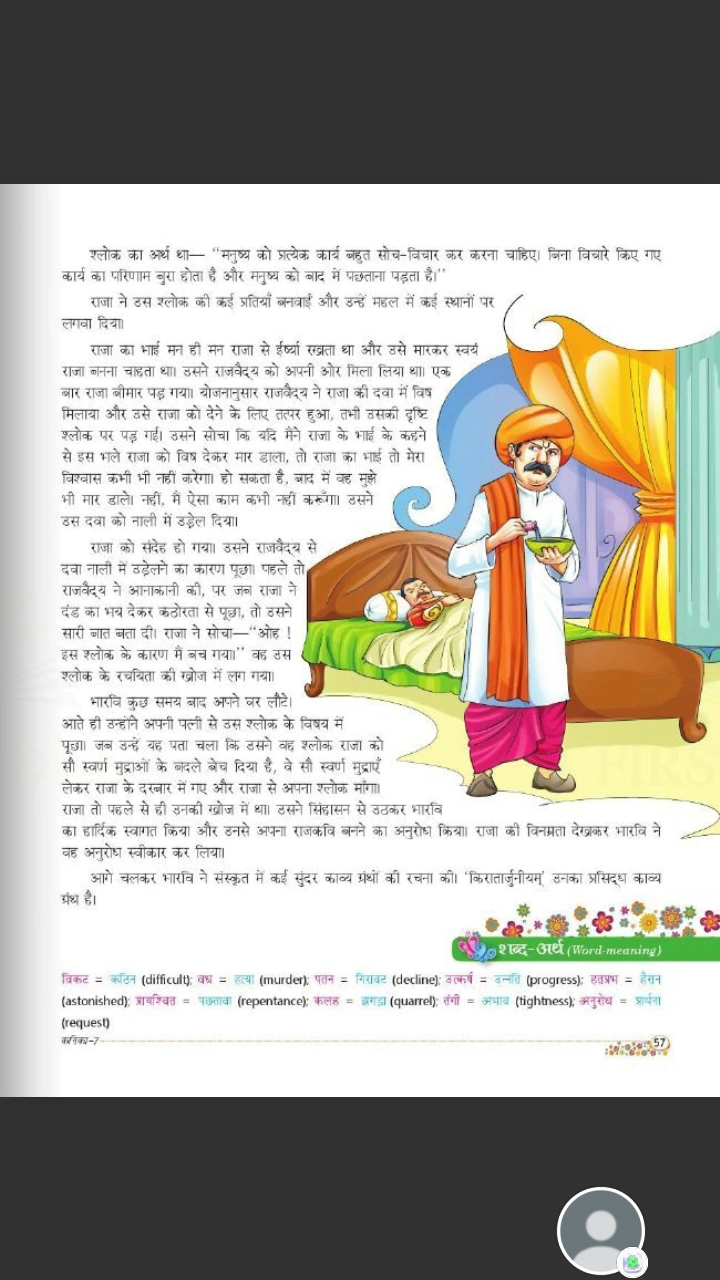 श्लोक का अर्थ था— “मनुष्य को प्रत्येक कार्य बहुत सोच-विचार कर करना चाहिए। बिना विचारे किए गए
कार्य का परिणाम बुरा होता है और मनुष्य को बाद में पछताना पड़ता है।”
राजा ने उस श्लोक की कई प्रतियाँ बनवाईं और उन्हें महल में कई स्थानों पर
लगवा दिया।
राजा का भाई मन ही मन राजा से ईर्ष्या रखता था और उसे मारकर स्वयं
राजा बनना चाहता था। उसने राजवैद्य को अपनी ओर मिला लिया था। एक
बार राजा बीमार पड़ गया। योजनानुसार राजवैद्य ने राजा की दवा में विष
मिलाया और उसे राजा को देने के लिए तत्पर हुआ, तभी उसकी दृष्टि
श्लोक पर पड़ गई। उसने सोचा कि यदि मैंने राजा के भाई के कहने
से इस भले राजा को विष देकर मार डाला, तो राजा का भाई तो मेरा
विश्वास कभी भी नहीं करेगा। हो सकता है, बाद में वह मुझे
भी मार डाले। नहीं, मैं ऐसा काम कभी नहीं करूँगा। उसने
उस दवा को नाली में उड़ेल दिया।
राजा को संदेह हो गया। उसने राजवैद्य से
दवा नाली में उड़ेलने का कारण पूछा। पहले तो
राजवैद्य ने आनाकानी की, पर जब राजा ने
दंड का भय देकर कठोरता से पूछा, तो उसने
सारी बात बता दी। राजा ने सोचा—“ओह !
इस श्लोक के कारण मैं बच गया।” वह उस
श्लोक के रचयिता की खोज में लग गया।
भारवि कुछ समय बाद अपने घर लौटे।
आते ही उन्होंने अपनी पत्नी से उस श्लोक के विषय में
पूछा। जब उन्हें यह पता चला कि उसने वह श्लोक राजा को
सौ स्वर्ण मुद्राओं के बदले बेच दिया है, वे सौ स्वर्ण मुद्राएँ
लेकर राजा के दरबार में गए और राजा से अपना श्लोक माँगा।
राजा तो पहले से ही उनकी खोज में था। उसने सिंहासन से उठकर भारवि
का हार्दिक स्वागत किया और उनसे अपना राजकवि बनने का अनुरोध किया। राजा की विनम्रता देखकर भारवि ने
वह अनुरोध स्वीकार कर लिया।
आगे चलकर भारवि ने संस्कृत में कई सुंदर काव्य ग्रंथों की रचना की। ‘किरातार्जुनीयम्’ उनका प्रसिद्ध काव्य
ग्रंथ है।
शब्द-अर्थ (Word-meaning)
विकट = कठिन (difficult); वध = हत्या (murder); पतन = गिरावट (decline); उत्कर्ष = उन्नति (progress); हतप्रभ = हैरान
(astonished); प्रायश्चित = पछतावा (repentance); कलह = झगड़ा (quarrel); तंगी = अभाव (tightness); अनुरोध = प्रार्थना
(request)
कनिका-7
57